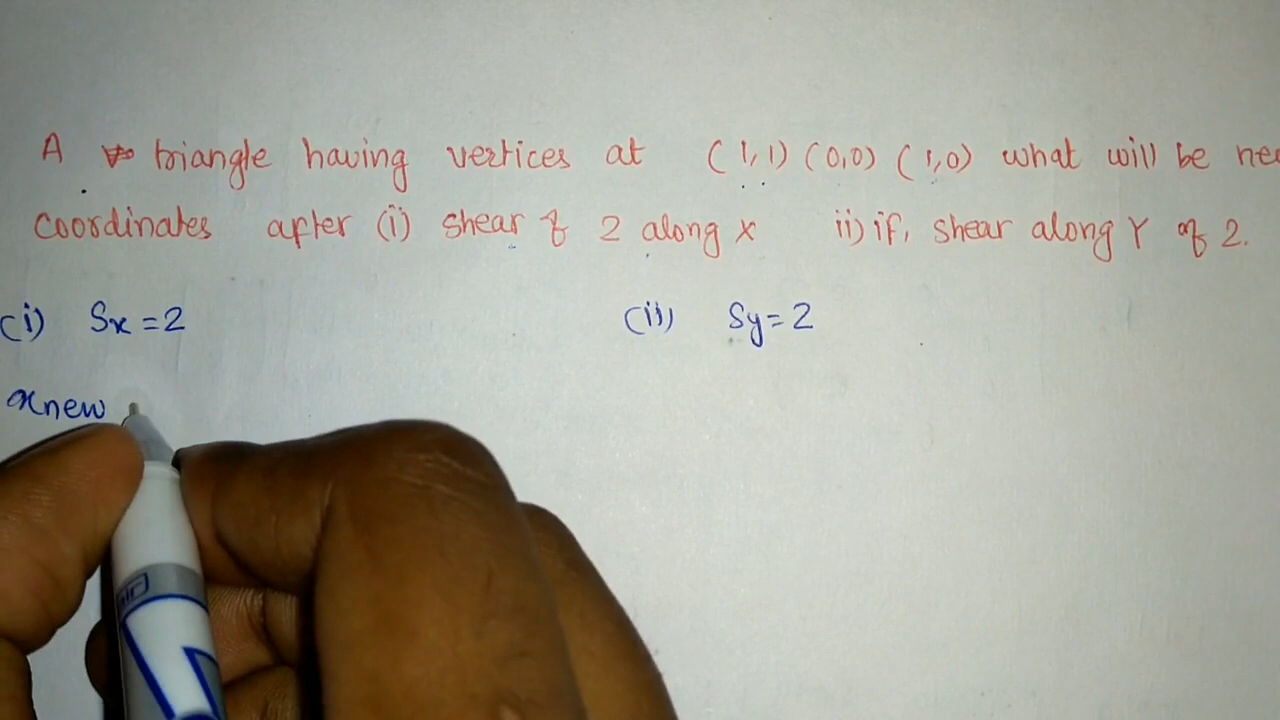 A triangle having vertices at (1,1) (0,0) (1,0) what will be
coordinates after (i) shear of 2 along X ii) if, shear along Y of 2.
(i) Sx = 2 (ii) Sy = 2
xnew